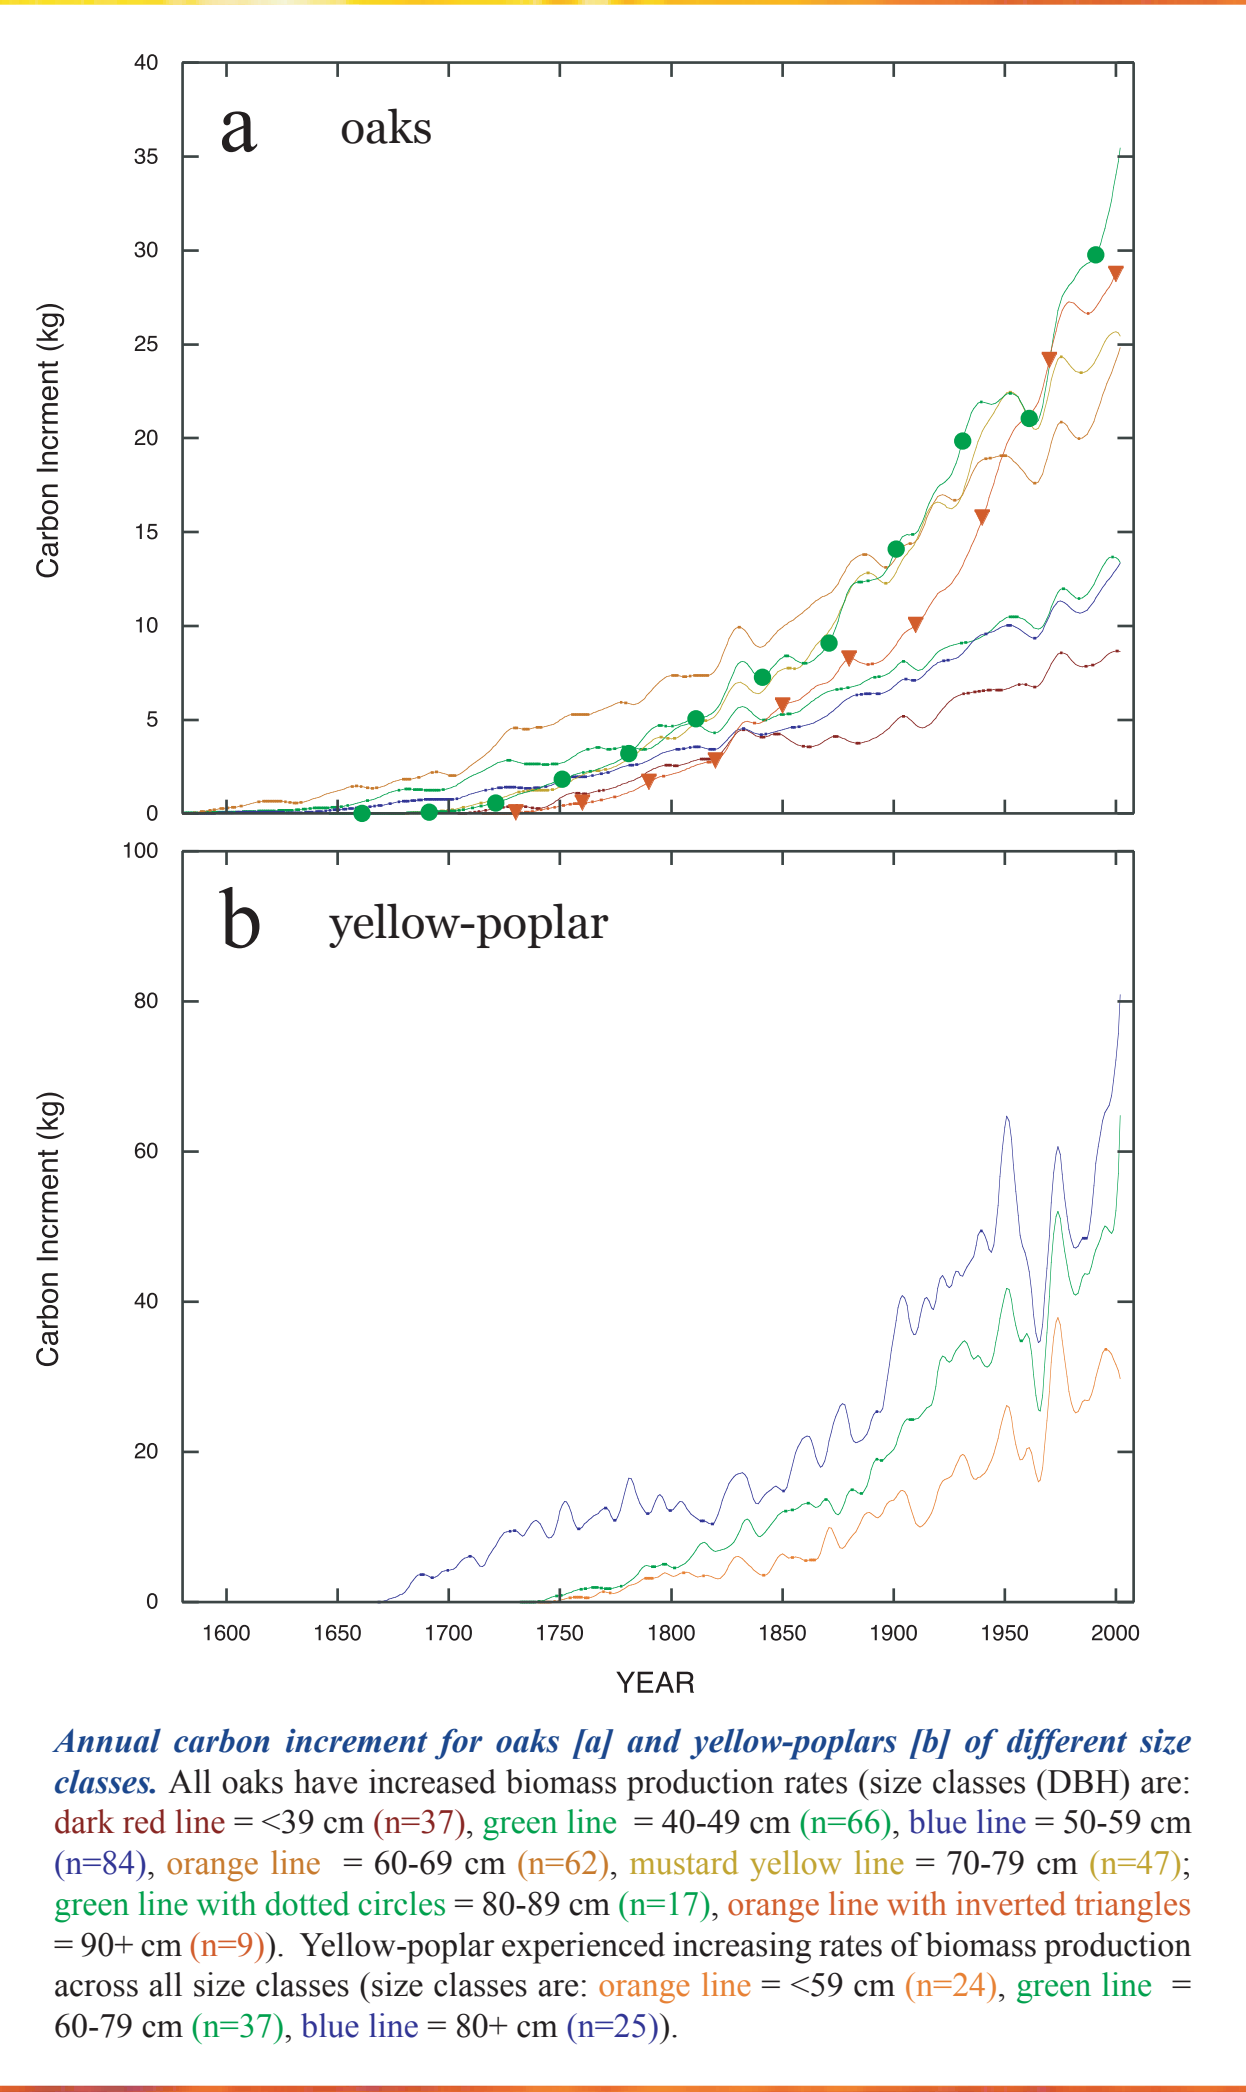 40
a oaks
35
30
25
20
15
10
5
0
Carbon Incrment (kg)
100
b yellow-poplar
80
60
40
20
0
Carbon Incrment (kg)
1600 1650 1700 1750 1800 1850 1900 1950 2000
YEAR
Annual carbon increment for oaks [a] and yellow-poplars [b] of different size
classes. All oaks have increased biomass production rates (size classes (DBH) are:
dark red line = <39 cm (n=37), green line = 40-49 cm (n=66), blue line = 50-59 cm
(n=84), orange line = 60-69 cm (n=62), mustard yellow line = 70-79 cm (n=47);
green line with dotted circles = 80-89 cm (n=17), orange line with inverted triangles
= 90+ cm (n=9)). Yellow-poplar experienced increasing rates of biomass production
across all size classes (size classes are: orange line = <59 cm (n=24), green line =
60-79 cm (n=37), blue line = 80+ cm (n=25)).